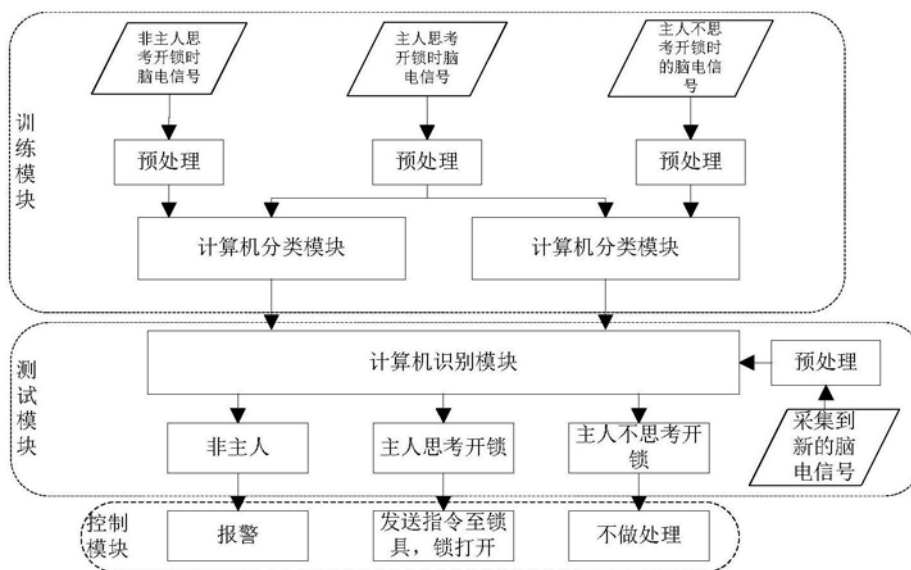 非主人思
考开锁时
脑电信号
主人思考
开锁时脑
电信号
主人不思考
开锁时
的脑电信
号
训
练
模
块
预处理
预处理
预处理
计算机分类模块
计算机分类模块
测
试
模
块
计算机识别模块
预处理
非主人
主人思考开锁
主人不思考开
锁
采集到
新的脑
电信号
控制
模块
报警
发送指令至锁
具，锁打开
不做处理